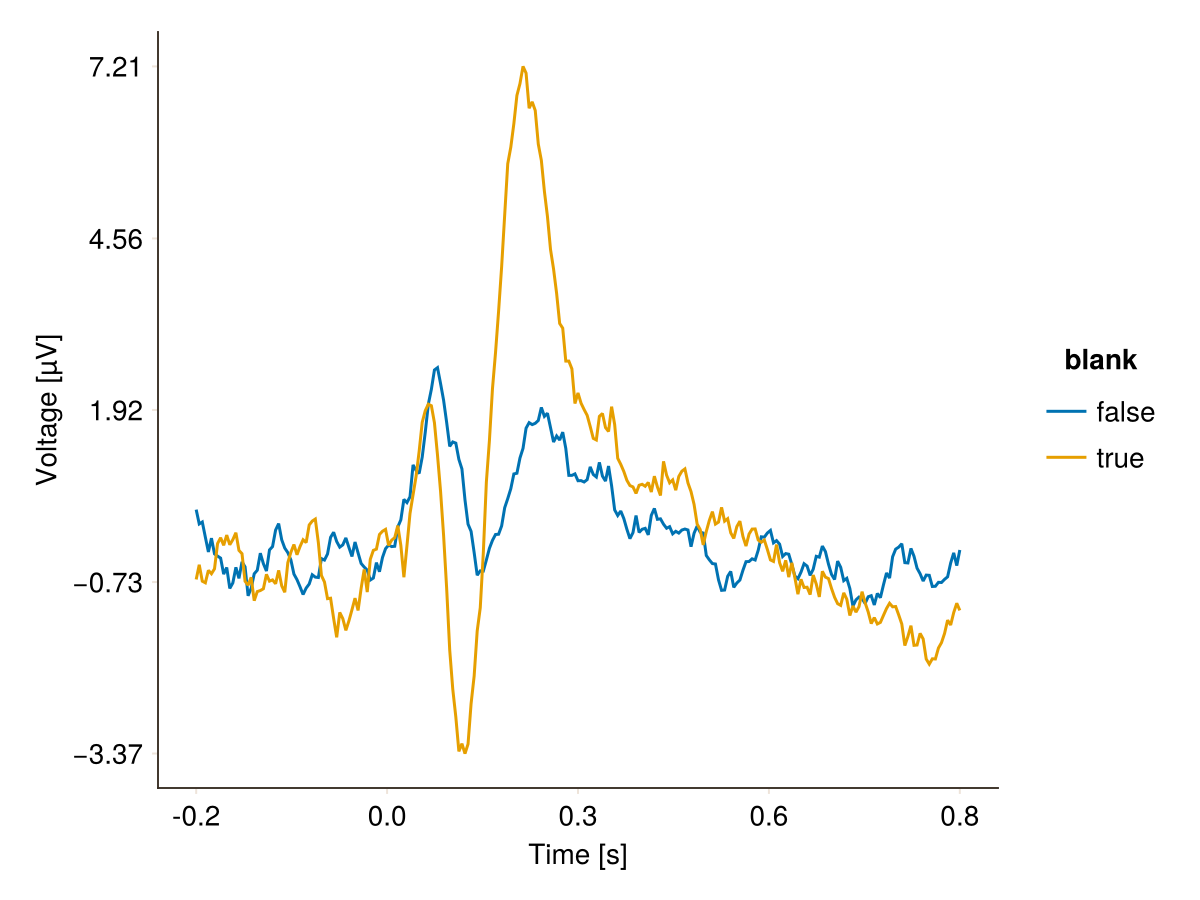 7.21
4.56
1.92
−0.73
−3.37
Voltage [µV]
-0.2
0.0
0.3
0.6
0.8
Time [s]
blank
false
true